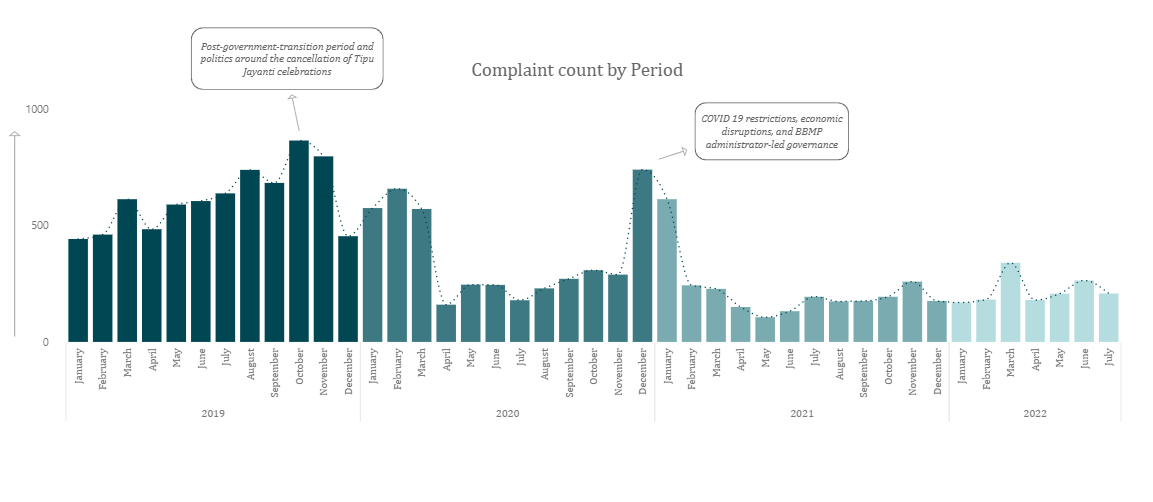 Post-government-transition period and
politics around the cancellation of Tipu
Jayanti celebrations
Complaint count by Period
COVID 19 restrictions, economic
disruptions, and BBMP
administrator-led governance
1000
500
0
January
February
March
April
May
June
July
August
September
October
November
December
January
February
March
April
May
June
July
August
September
October
November
December
January
February
March
April
May
June
July
August
September
October
November
December
January
February
March
April
May
June
July
2019
2020
2021
2022